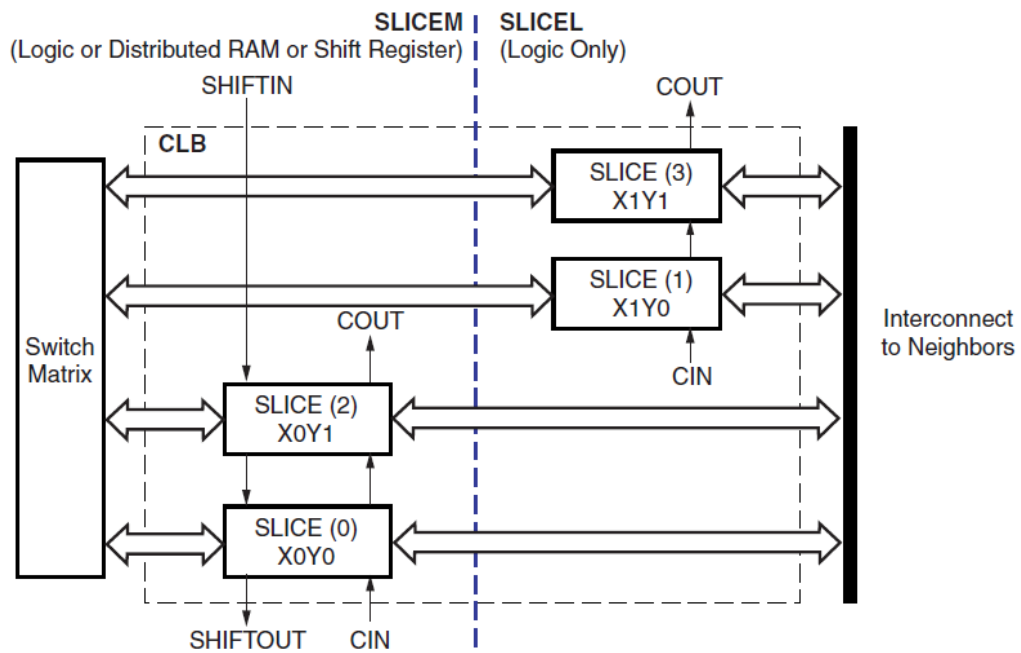 SLICEM
(Logic or Distributed RAM or Shift Register)
SLICEL
(Logic Only)
SHIFTIN
COUT
CLB
SLICE (3)
X1Y1
SLICE (1)
X1Y0
COUT
CIN
Switch
Matrix
Interconnect
to Neighbors
SLICE (2)
X0Y1
SLICE (0)
X0Y0
SHIFTOUT
CIN